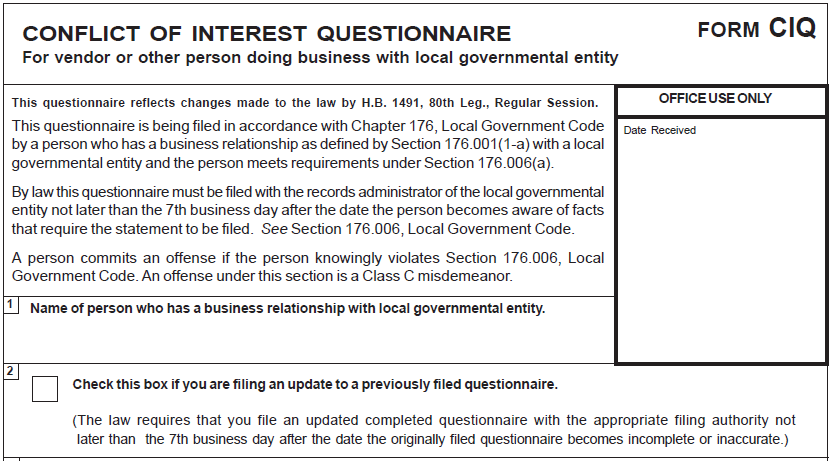 CONFLICT OF INTEREST QUESTIONNAIRE
FORM CIQ
For vendor or other person doing business with local governmental entity
This questionnaire reflects changes made to the law by H.B. 1491, 80th Leg., Regular Session.
OFFICE USE ONLY
This questionnaire is being filed in accordance with Chapter 176, Local Government Code
by a person who has a business relationship as defined by Section 176.001(1-a) with a local
governmental entity and the person meets requirements under Section 176.006(a).
Date Received
By law this questionnaire must be filed with the records administrator of the local governmental
entity not later than the 7th business day after the date the person becomes aware of facts
that require the statement to be filed. See Section 176.006, Local Government Code.
A person commits an offense if the person knowingly violates Section 176.006, Local
Government Code. An offense under this section is a Class C misdemeanor.
1 Name of person who has a business relationship with local governmental entity.
2
Check this box if you are filing an update to a previously filed questionnaire.
(The law requires that you file an updated completed questionnaire with the appropriate filing authority not
later than the 7th business day after the date the originally filed questionnaire becomes incomplete or inaccurate.)